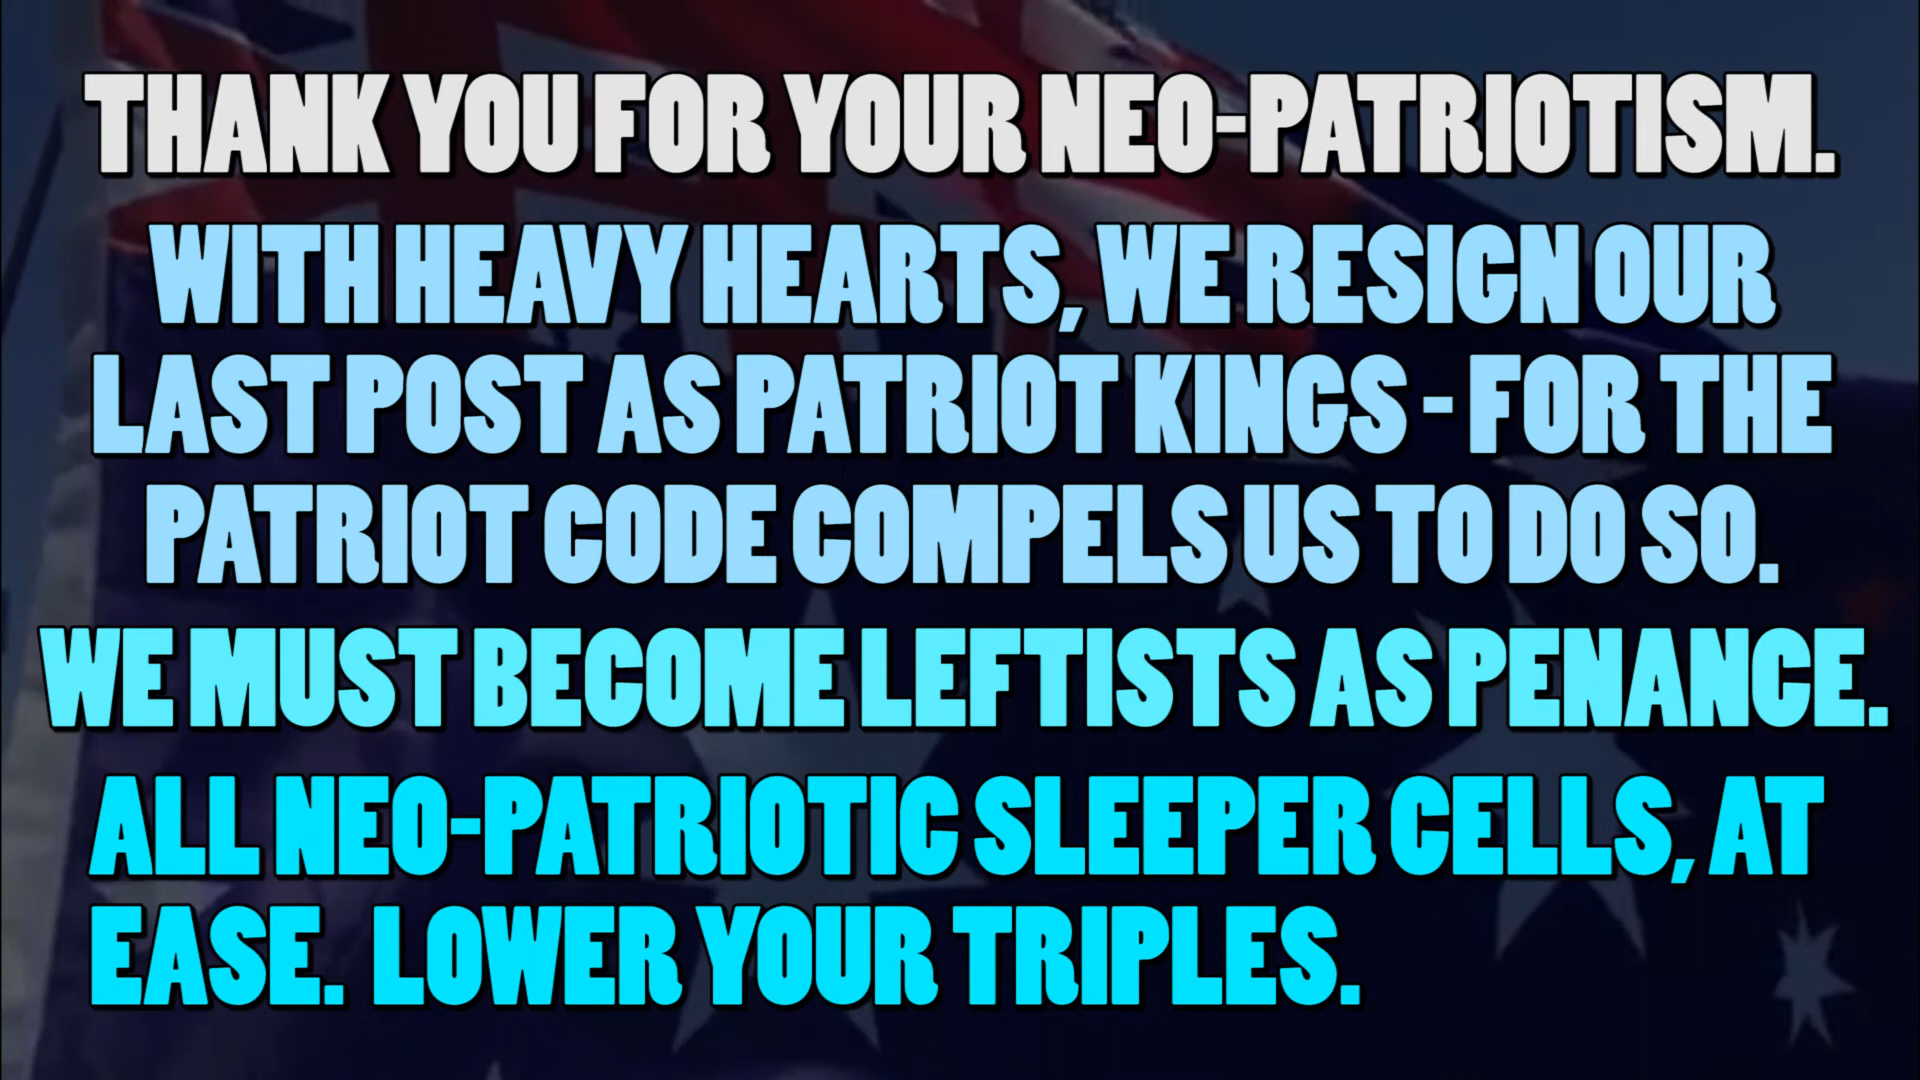 THANK YOU FOR YOUR NEO-PATRIOTISM.
WITH HEAVY HEARTS, WE RESIGN OUR
LAST POST AS PATRIOT KINGS - FOR THE
PATRIOT CODE COMPELS US TO DO SO.
WE MUST BECOME LEFTISTS AS PENANCE.
ALL NEO-PATRIOTIC SLEEPER CELLS, AT
EASE. LOWER YOUR TRIPLES.